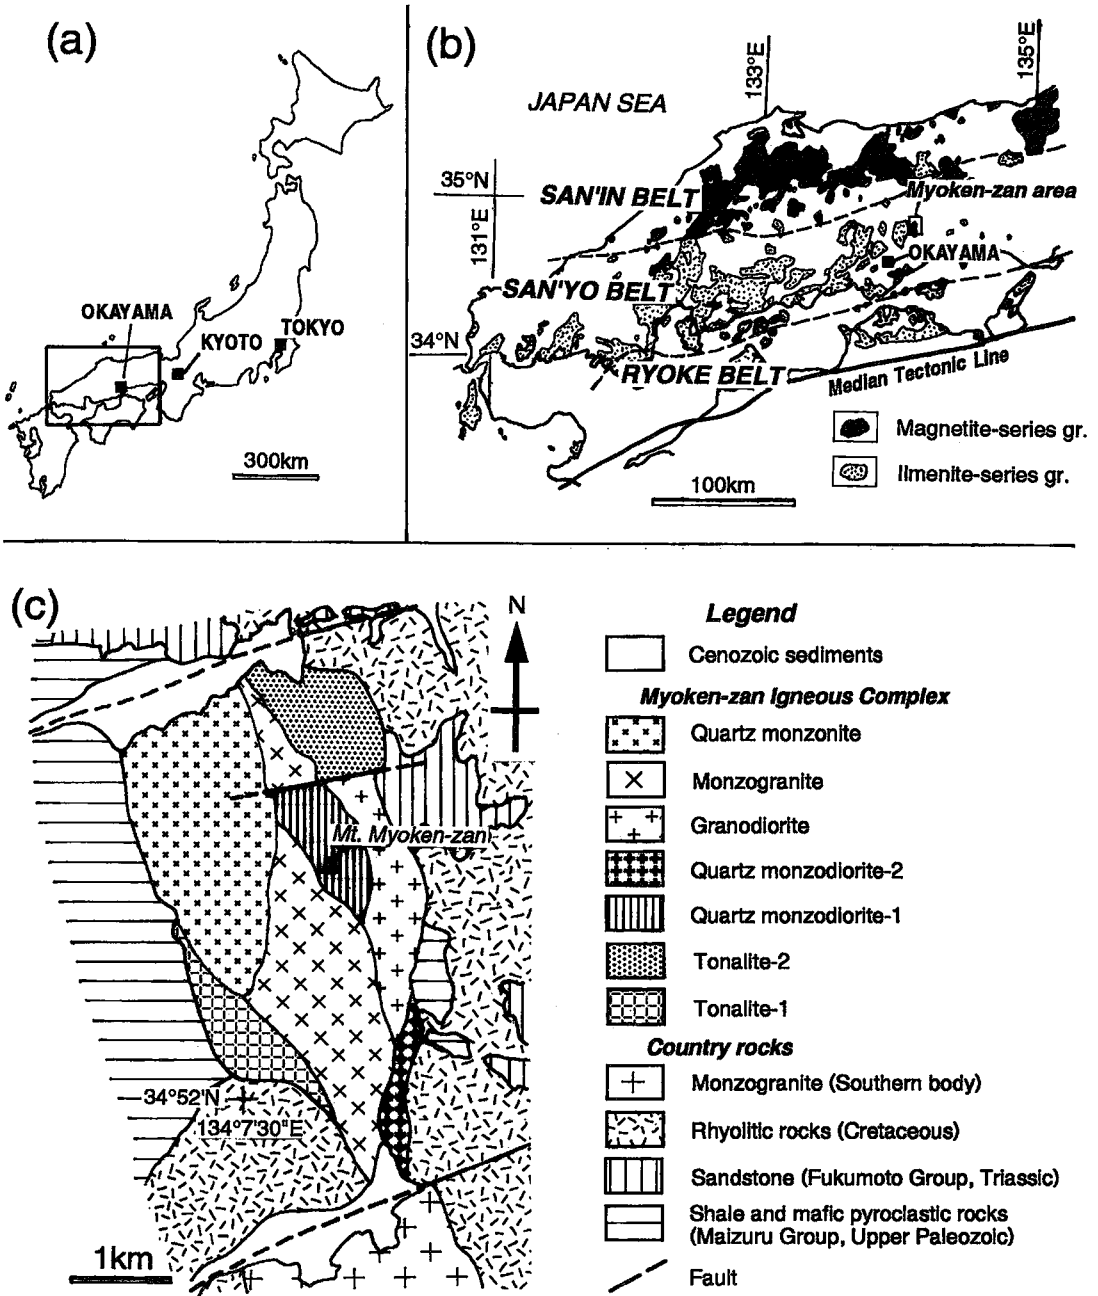 (a)
OKAYAMA
KYOTO
TOKYO
300km
(b)
JAPAN SEA
133°E
135°E
35°N
131°E
SAN'IN BELT
Myoken-zan area
OKAYAMA
SAN'YO BELT
34°N
RYOKE BELT
Median Tectonic Line
Magnetite-series gr.
Ilmenite-series gr.
100km
(c)
N
Mt. Myoken-zan
34°52'N
134°7'30"E
1km
Legend
Cenozoic sediments
Myoken-zan Igneous Complex
Quartz monzonite
Monzogranite
Granodiorite
Quartz monzodiorite-2
Quartz monzodiorite-1
Tonalite-2
Tonalite-1
Country rocks
Monzogranite (Southern body)
Rhyolitic rocks (Cretaceous)
Sandstone (Fukumoto Group, Triassic)
Shale and mafic pyroclastic rocks
(Maizuru Group, Upper Paleozoic)
Fault